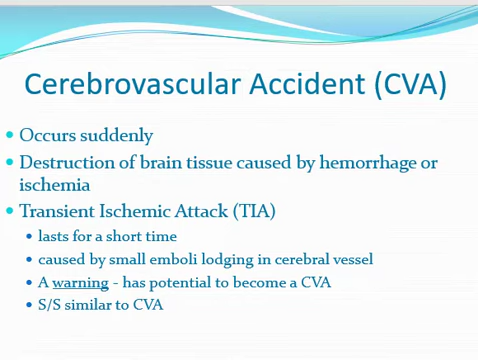 Cerebrovascular Accident (CVA)
• Occurs suddenly
• Destruction of brain tissue caused by hemorrhage or
ischemia
• Transient Ischemic Attack (TIA)
• lasts for a short time
• caused by small emboli lodging in cerebral vessel
• A warning - has potential to become a CVA
• S/S similar to CVA